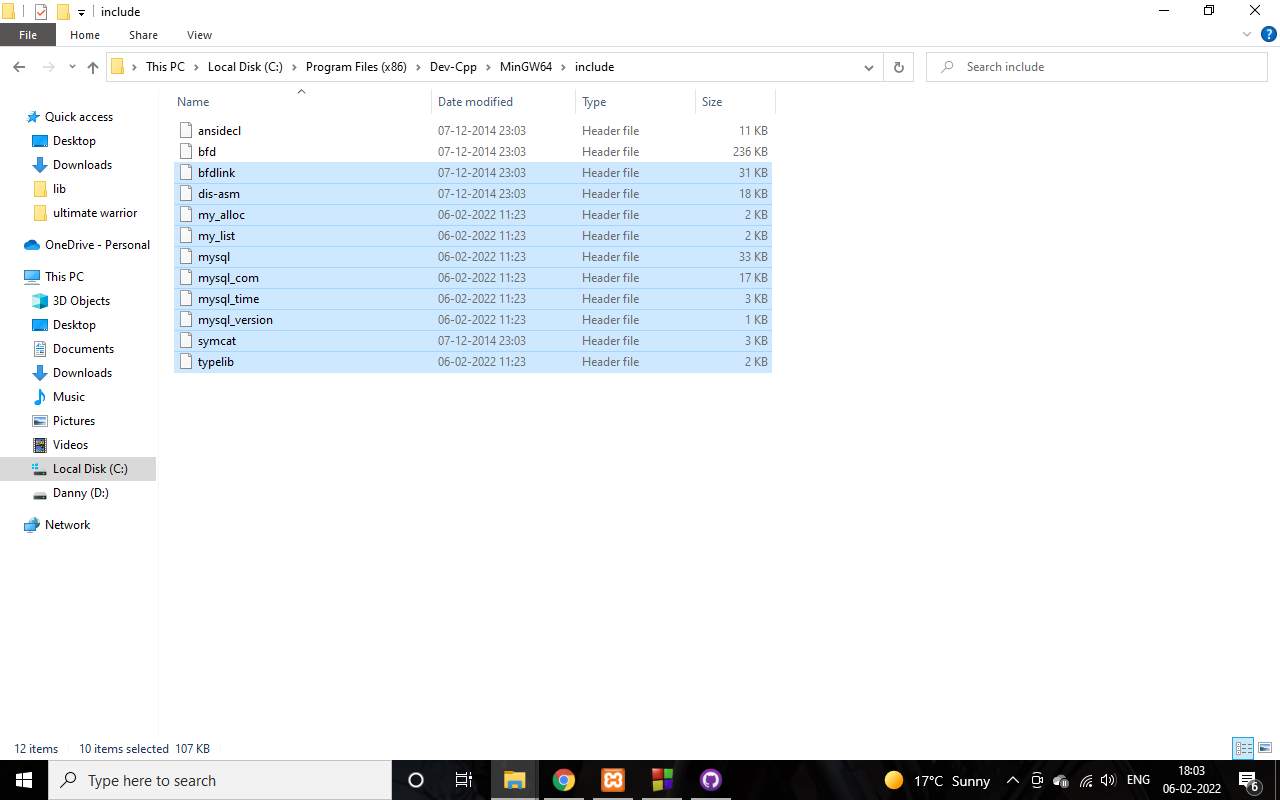 include
File Home Share View
This PC Local Disk (C:) Program Files (x86) Dev-Cpp MinGW64 include
Search include
Name Date modified Type Size
Quick access
Desktop
Downloads
lib
ultimate warrior
OneDrive - Personal
This PC
3D Objects
Desktop
Documents
Downloads
Music
Pictures
Videos
Local Disk (C:)
Danny (D:)
Network
ansidecl 07-12-2014 23:03 Header file 11 KB
bfd 07-12-2014 23:03 Header file 236 KB
bfdlink 07-12-2014 23:03 Header file 31 KB
dis-asm 07-12-2014 23:03 Header file 18 KB
my_alloc 06-02-2022 11:23 Header file 2 KB
my_list 06-02-2022 11:23 Header file 2 KB
mysql 06-02-2022 11:23 Header file 33 KB
mysql_com 06-02-2022 11:23 Header file 17 KB
mysql_time 06-02-2022 11:23 Header file 3 KB
mysql_version 06-02-2022 11:23 Header file 1 KB
symcat 07-12-2014 23:03 Header file 3 KB
typelib 06-02-2022 11:23 Header file 2 KB
12 items 10 items selected 107 KB
Type here to search
17°C Sunny
ENG
18:03
06-02-2022
6